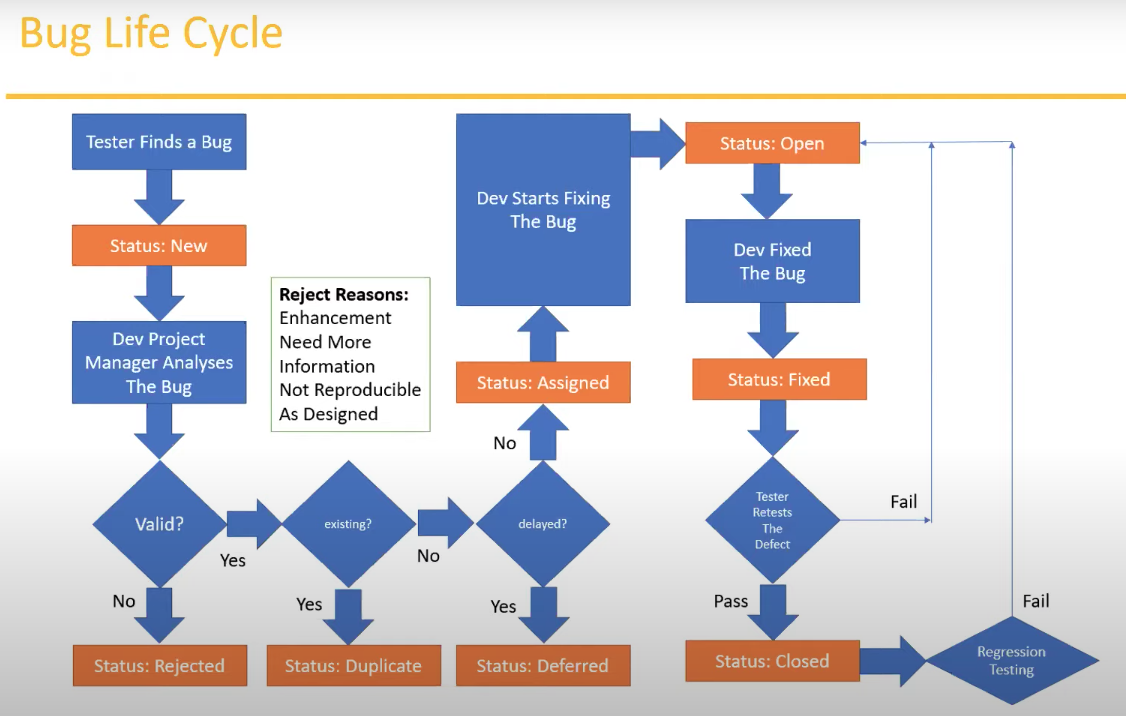 Bug Life Cycle
Tester Finds a Bug
Status: New
Dev Project
Manager Analyses
The Bug
Valid?
Yes
No
Status: Rejected
Reject Reasons:
Enhancement
Need More
Information
Not Reproducible
As Designed
existing?
No
Yes
Status: Duplicate
delayed?
Yes
Status: Deferred
No
Status: Assigned
Dev Starts Fixing
The Bug
Status: Open
Dev Fixed
The Bug
Status: Fixed
Tester
Retests
The
Defect
Fail
Pass
Status: Closed
Regression
Testing
Fail